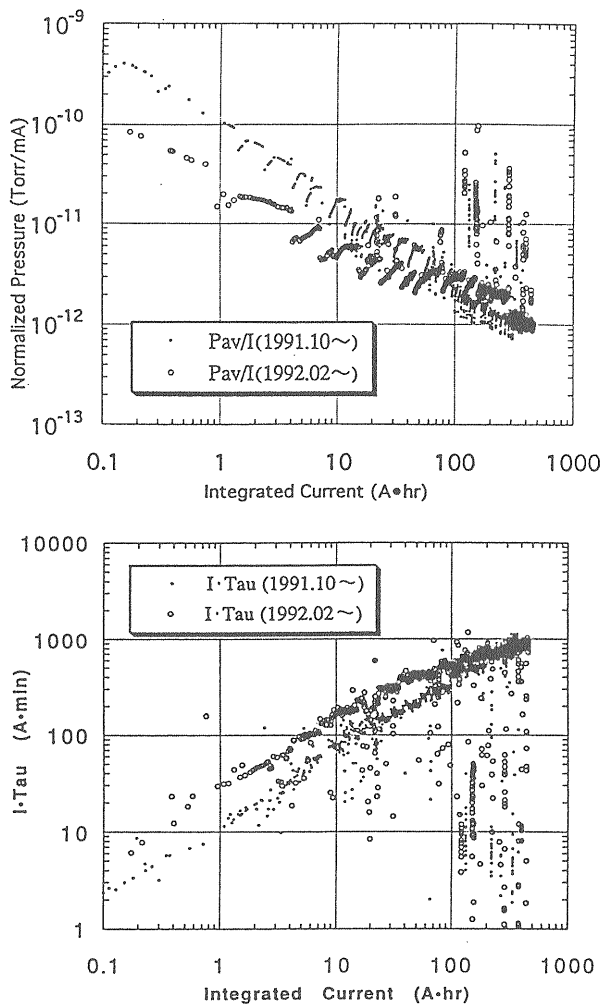 10⁻⁹
10⁻¹⁰
10⁻¹¹
10⁻¹²
10⁻¹³
Normalized Pressure (Torr/mA)
Pav/I(1991.10～)
Pav/I(1992.02～)
0.1 1 10 100 1000
Integrated Current (A•hr)
10000
1000
100
10
1
I·Tau (A·min)
I·Tau (1991.10～)
I·Tau (1992.02～)
0.1 1 10 100 1000
Integrated Current (A·hr)